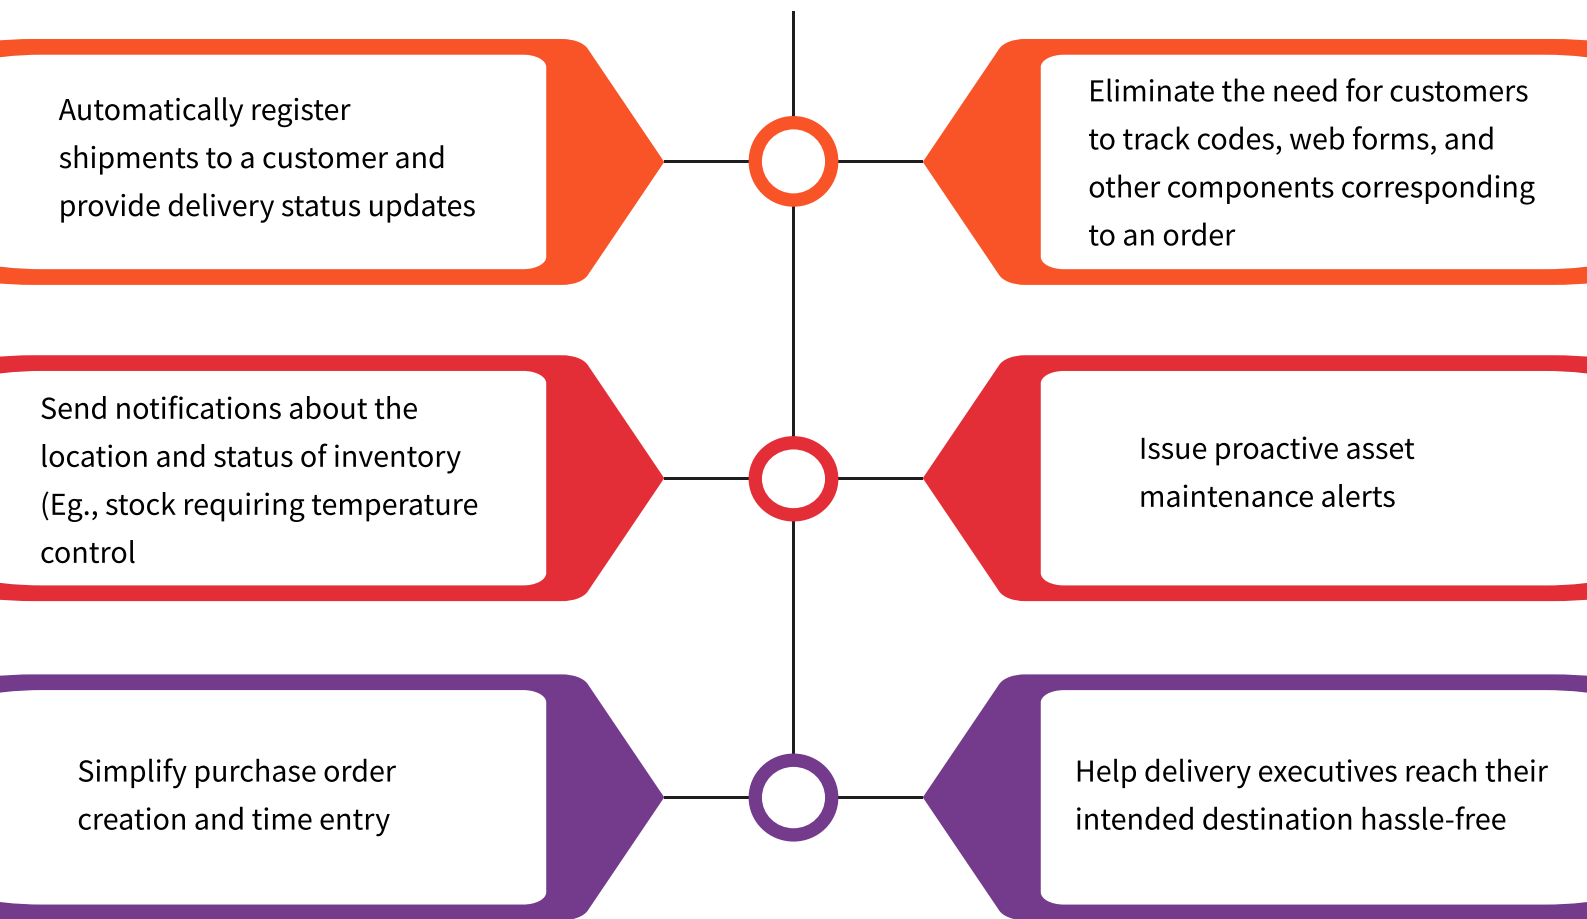 Automatically register
shipments to a customer and
provide delivery status updates
Eliminate the need for customers
to track codes, web forms, and
other components corresponding
to an order
Send notifications about the
location and status of inventory
(Eg., stock requiring temperature
control
Issue proactive asset
maintenance alerts
Simplify purchase order
creation and time entry
Help delivery executives reach their
intended destination hassle-free